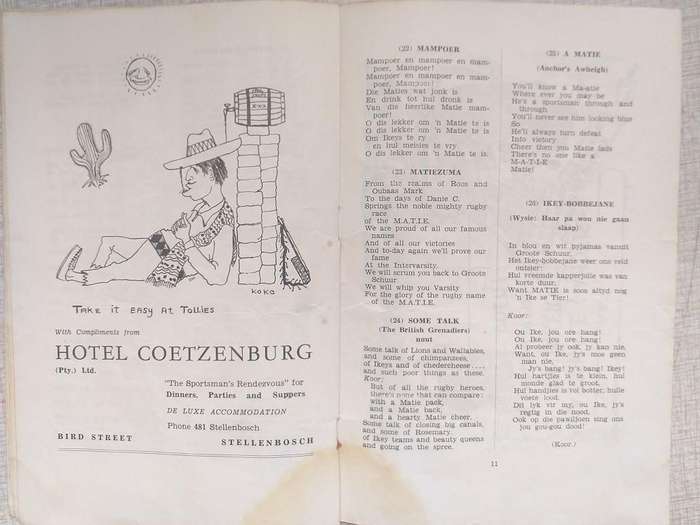 KOKO
TAKE IT EASY AT TOLLIES
With Compliments from
HOTEL COETZENBURG
(Pty.) Ltd.
"The Sportsman's Rendezvous" for
Dinners, Parties and Suppers
DE LUXE ACCOMMODATION
Phone 481 Stellenbosch
BIRD STREET
STELLENBOSCH
(22) MAMPOER
Mampoer en mampoer en mam-
poer, Mampoer!
Mampoer en mampoer en mam-
poer, Mampoer!
Die Maties wat jonk is
En drink tot hul dronk is
Van die heerlike Matie mam-
poer!
O dis lekker om 'n Matie te is
O dis lekker om 'n Matie te is
Om Ikeys te ry
en hul meisies te vry
O dis lekker om 'n Matie te is.
(23) MATIEZUMA
From the realms of Roos and
Oubaas Mark
To the days of Danie C.
Springs the noble mighty rugby
race
of the M.A.T.I.E.
We are proud of all our famous
names
And of all our victories
And to-day again we'll prove our
fame
At the Intervarsity.
We will scrum you back to Groote
Schuur
We will whip you Varsity
For the glory of the rugby name
of the M.A.T.I.E.
(24) SOME TALK
(The British Grenadiers)
nuut
Some talk of Lions and Wallabies,
and some of chimpanzees,
of Ikeys and of chedercheese ....
and such poor things as these.
Koor:
But of all the rugby heroes,
there's none that can compare:
with a Matie pack,
and a Matie back,
and a hearty Matie cheer.
Some talk of closing big canals,
and some of Rosemary.
of Ikey teams and beauty queens
and going on the spree.
(25) A MATIE
(Anchor's Aweheigh)
You'll know a Ma-atie
Where ever you may be
He's a sportsman through and
through
You'll never see him looking blue
So
He'll always turn defeat
Into victory
Cheer then you Matie lads
There's no one like a
M-A-T-I-E
Matie!
(26) IKEY-BOBBEJANE
(Wysie: Haar pa wou nie gaan
slaap)
In blou en wit pyjamas vanuit
Groote Schuur,
Het Ikey-bobbejane weer ons veld
ontsier
Hul vreemde kapperjolle was van
korte duur,
Want MATIE is soos altyd nog
'n Ike se Tier!
Koor:
Ou Ike, jou ore hang!
Ou Ike, jou ore hang!
Al probeer jy ook, jy kan nie,
Want, ou Ike, jy's moe geen
man nie,
Jy's bang! jy's bang! Ikey!
Hul hartjies is te klein, hul
monde glad te groot,
Hul handjies is vol botter, hulle
voete lood.
Dit lyk vir my, ou Ike, jy's
regtig in die nood,
Ook op die pawiljoen sing ons
jou gou-gou dood!
(Koor.)
11